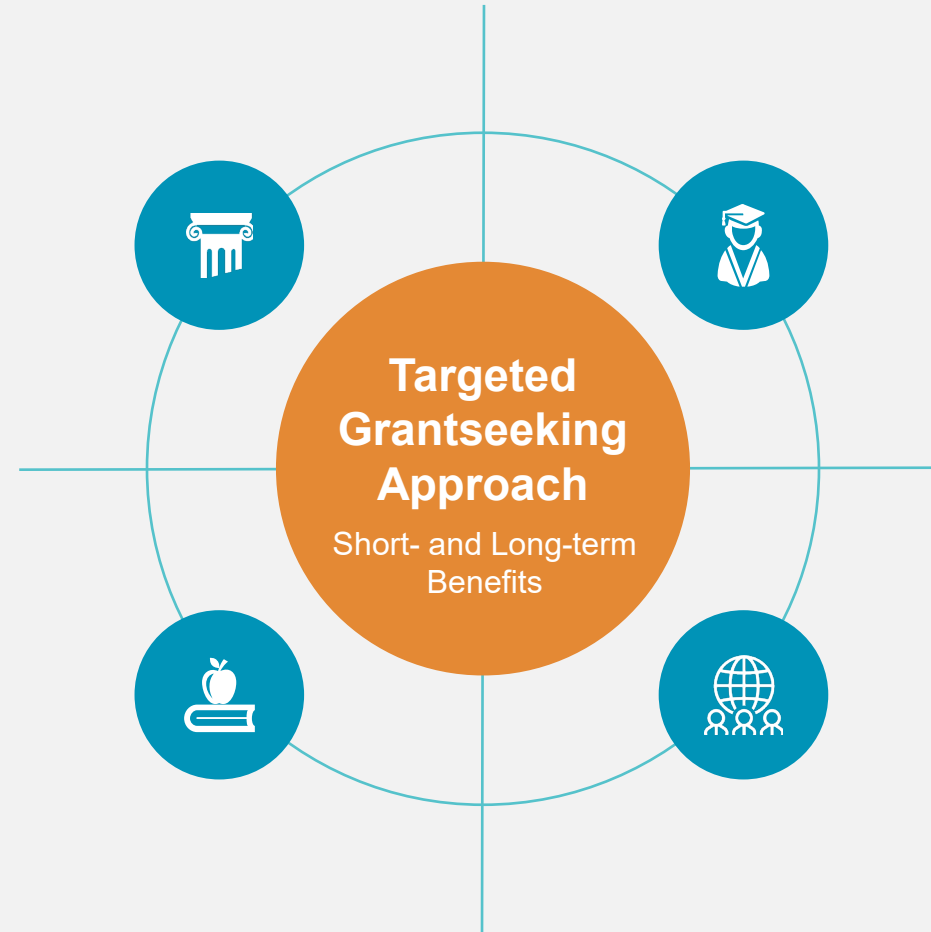 Targeted
Grantseeking
Approach
Short- and Long-term
Benefits